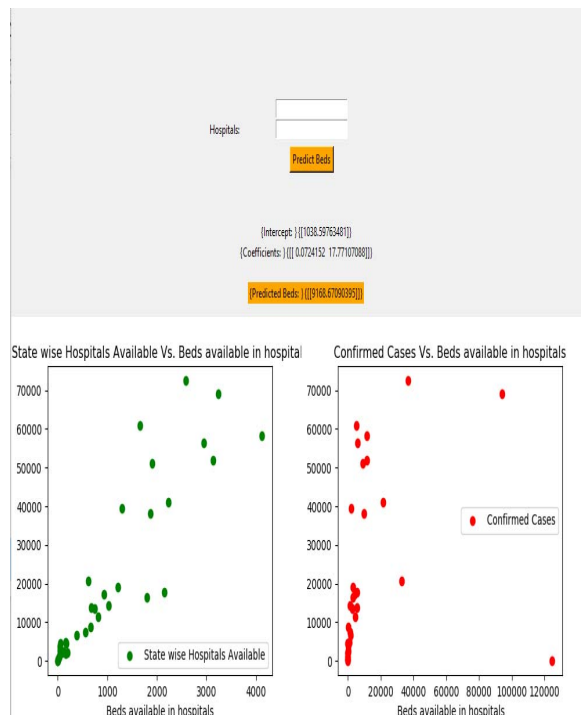 Hospitals:
Predict Beds
{Intercept: } {[1038.59763481]}
{Coefficients: } {[[ 0.0724152 17.77107088]]}
{Predicted Beds: } {[[9168.67090395]]}
State wise Hospitals Available Vs. Beds available in hospital
70000
60000
50000
40000
30000
20000
10000
0
State wise Hospitals Available
0 1000 2000 3000 4000
Beds available in hospitals
Confirmed Cases Vs. Beds available in hospitals
70000
60000
50000
40000
30000
20000
10000
0
Confirmed Cases
0 20000 40000 60000 80000 100000 120000
Beds available in hospitals